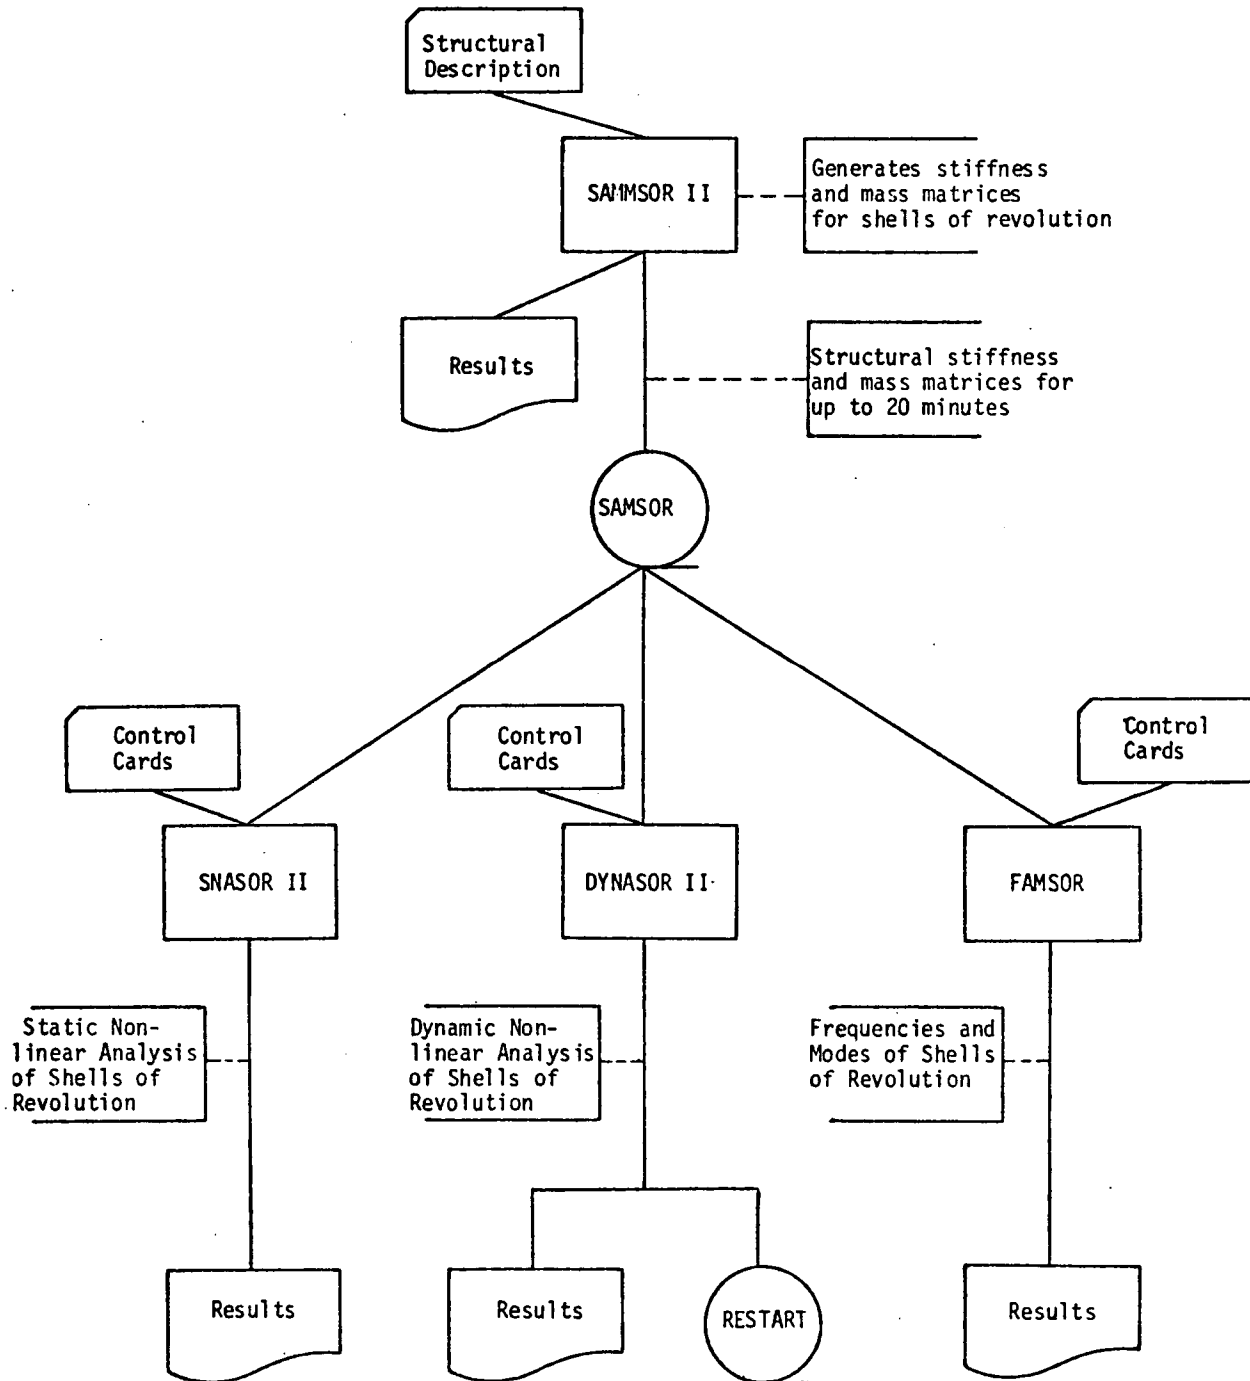 Structural
Description
SAMMSOR II
Generates stiffness
and mass matrices
for shells of revolution
Results
Structural stiffness
and mass matrices for
up to 20 minutes
SAMSOR
Control
Cards
Control
Cards
Control
Cards
SNASOR II
DYNASOR II
FAMSOR
Static Non-
linear Analysis
of Shells of
Revolution
Dynamic Non-
linear Analysis
of Shells of
Revolution
Frequencies and
Modes of Shells
of Revolution
Results
Results
RESTART
Results